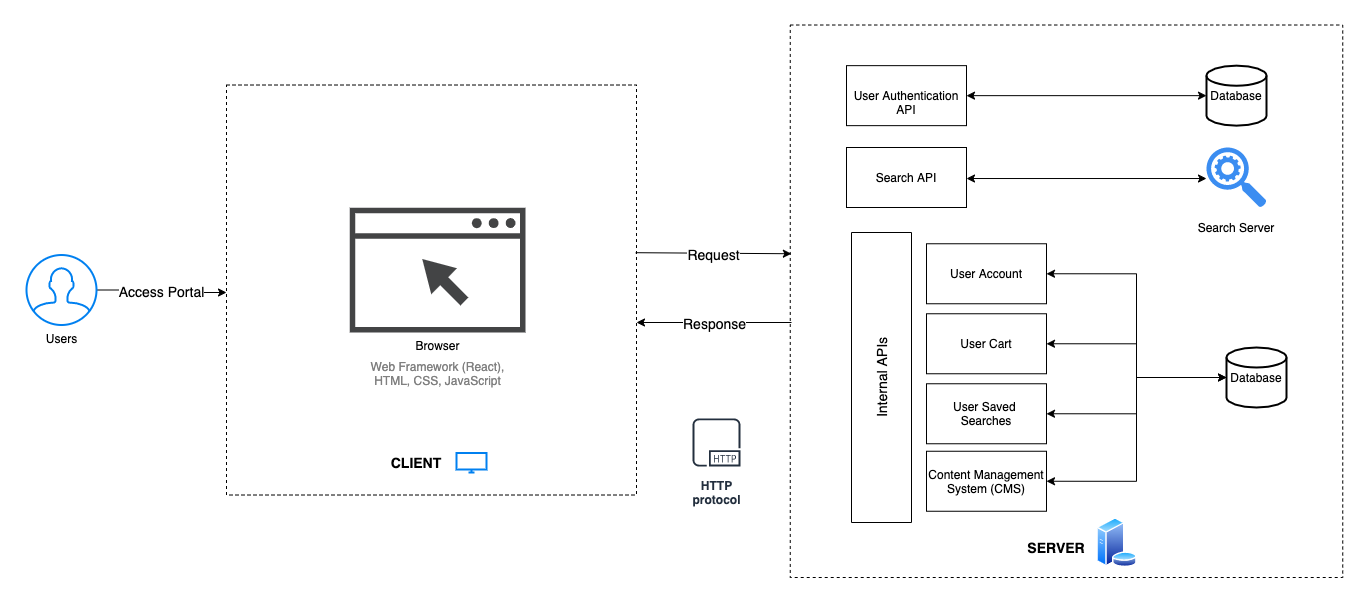 Users
Access Portal
Browser
Web Framework (React),
HTML, CSS, JavaScript
CLIENT
Request
Response
HTTP
HTTP
protocol
User Authentication
API
Database
Search API
Search Server
Internal APIs
User Account
User Cart
User Saved
Searches
Content Management
System (CMS)
Database
SERVER